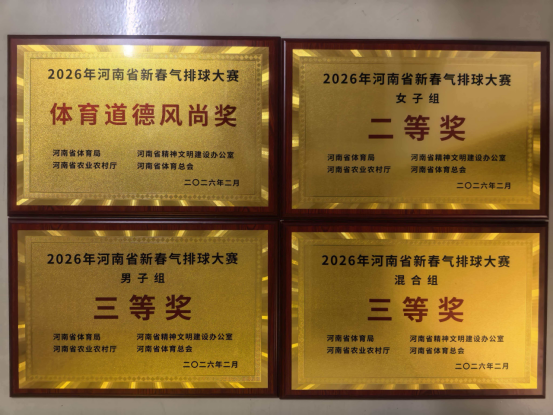 2026年河南省新春气排球大赛
体育道德风尚奖
河南省体育局 河南省精神文明建设办公室
河南省农业农村厅 河南省体育总会
二〇二六年二月
2026年河南省新春气排球大赛
女子组
二等奖
河南省体育局 河南省精神文明建设办公室
河南省农业农村厅 河南省体育总会
二〇二六年二月
2026年河南省新春气排球大赛
男子组
三等奖
河南省体育局 河南省精神文明建设办公室
河南省农业农村厅 河南省体育总会
二〇二六年二月
2026年河南省新春气排球大赛
混合组
三等奖
河南省体育局 河南省精神文明建设办公室
河南省农业农村厅 河南省体育总会
二〇二六年二月